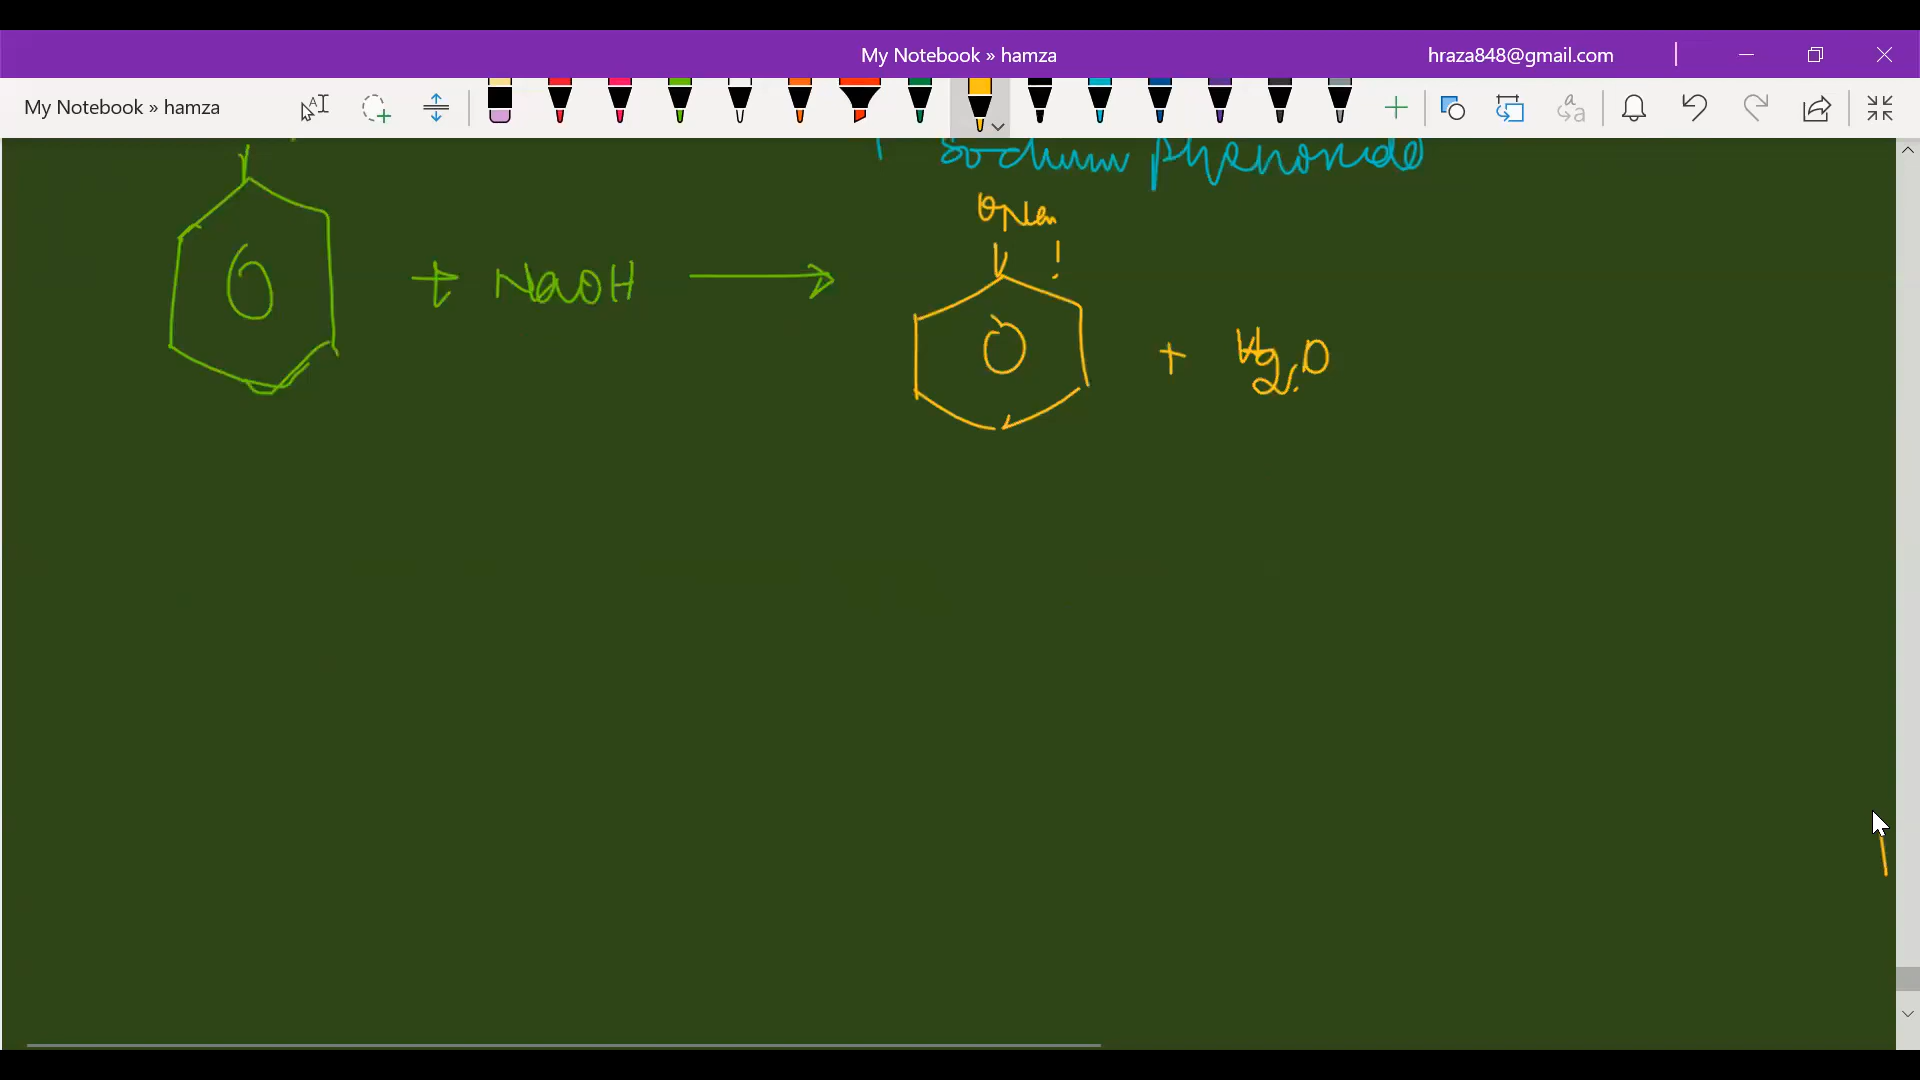 My Notebook » hamza
hraza848@gmail.com
My Notebook » hamza
Sodium phenoxide
ONa
+ NaOH
+ H2O